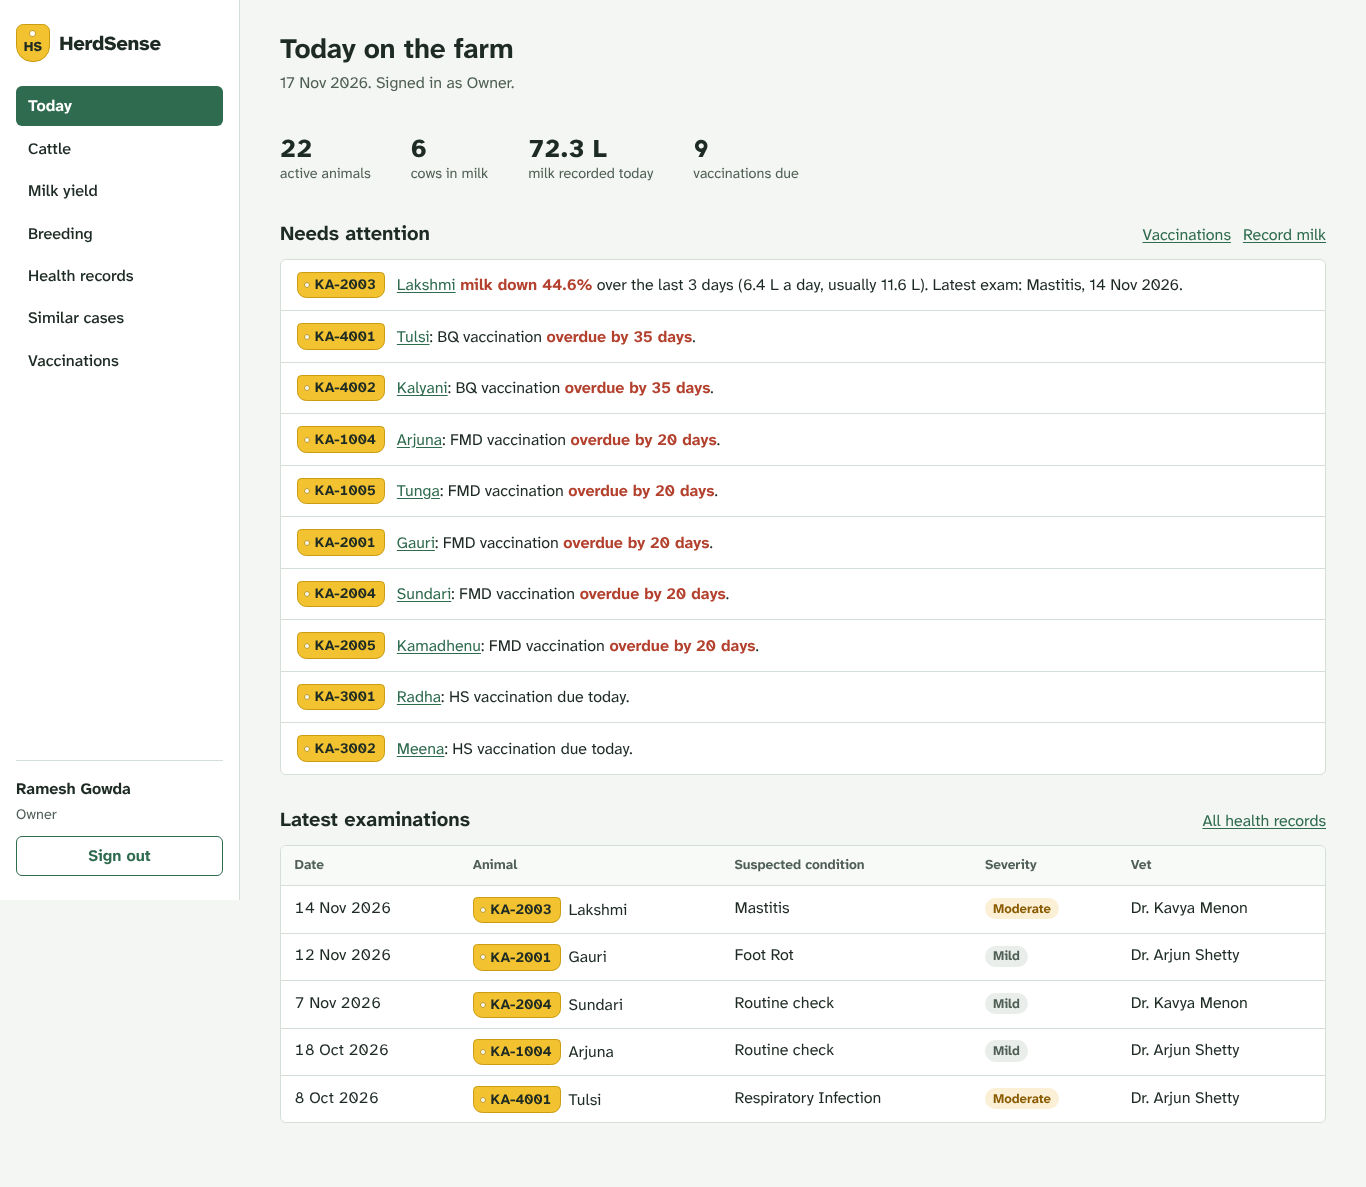 HS HerdSense
Today
Cattle
Milk yield
Breeding
Health records
Similar cases
Vaccinations
Ramesh Gowda
Owner
Sign out
Today on the farm
17 Nov 2026. Signed in as Owner.
22 6 72.3 L 9
active animals cows in milk milk recorded today vaccinations due
Needs attention Vaccinations Record milk
KA-2003 Lakshmi milk down 44.6% over the last 3 days (6.4 L a day, usually 11.6 L). Latest exam: Mastitis, 14 Nov 2026.
KA-4001 Tulsi: BQ vaccination overdue by 35 days.
KA-4002 Kalyani: BQ vaccination overdue by 35 days.
KA-1004 Arjuna: FMD vaccination overdue by 20 days.
KA-1005 Tunga: FMD vaccination overdue by 20 days.
KA-2001 Gauri: FMD vaccination overdue by 20 days.
KA-2004 Sundari: FMD vaccination overdue by 20 days.
KA-2005 Kamadhenu: FMD vaccination overdue by 20 days.
KA-3001 Radha: HS vaccination due today.
KA-3002 Meena: HS vaccination due today.
Latest examinations All health records
Date Animal Suspected condition Severity Vet
14 Nov 2026 KA-2003 Lakshmi Mastitis Moderate Dr. Kavya Menon
12 Nov 2026 KA-2001 Gauri Foot Rot Mild Dr. Arjun Shetty
7 Nov 2026 KA-2004 Sundari Routine check Mild Dr. Kavya Menon
18 Oct 2026 KA-1004 Arjuna Routine check Mild Dr. Arjun Shetty
8 Oct 2026 KA-4001 Tulsi Respiratory Infection Moderate Dr. Arjun Shetty